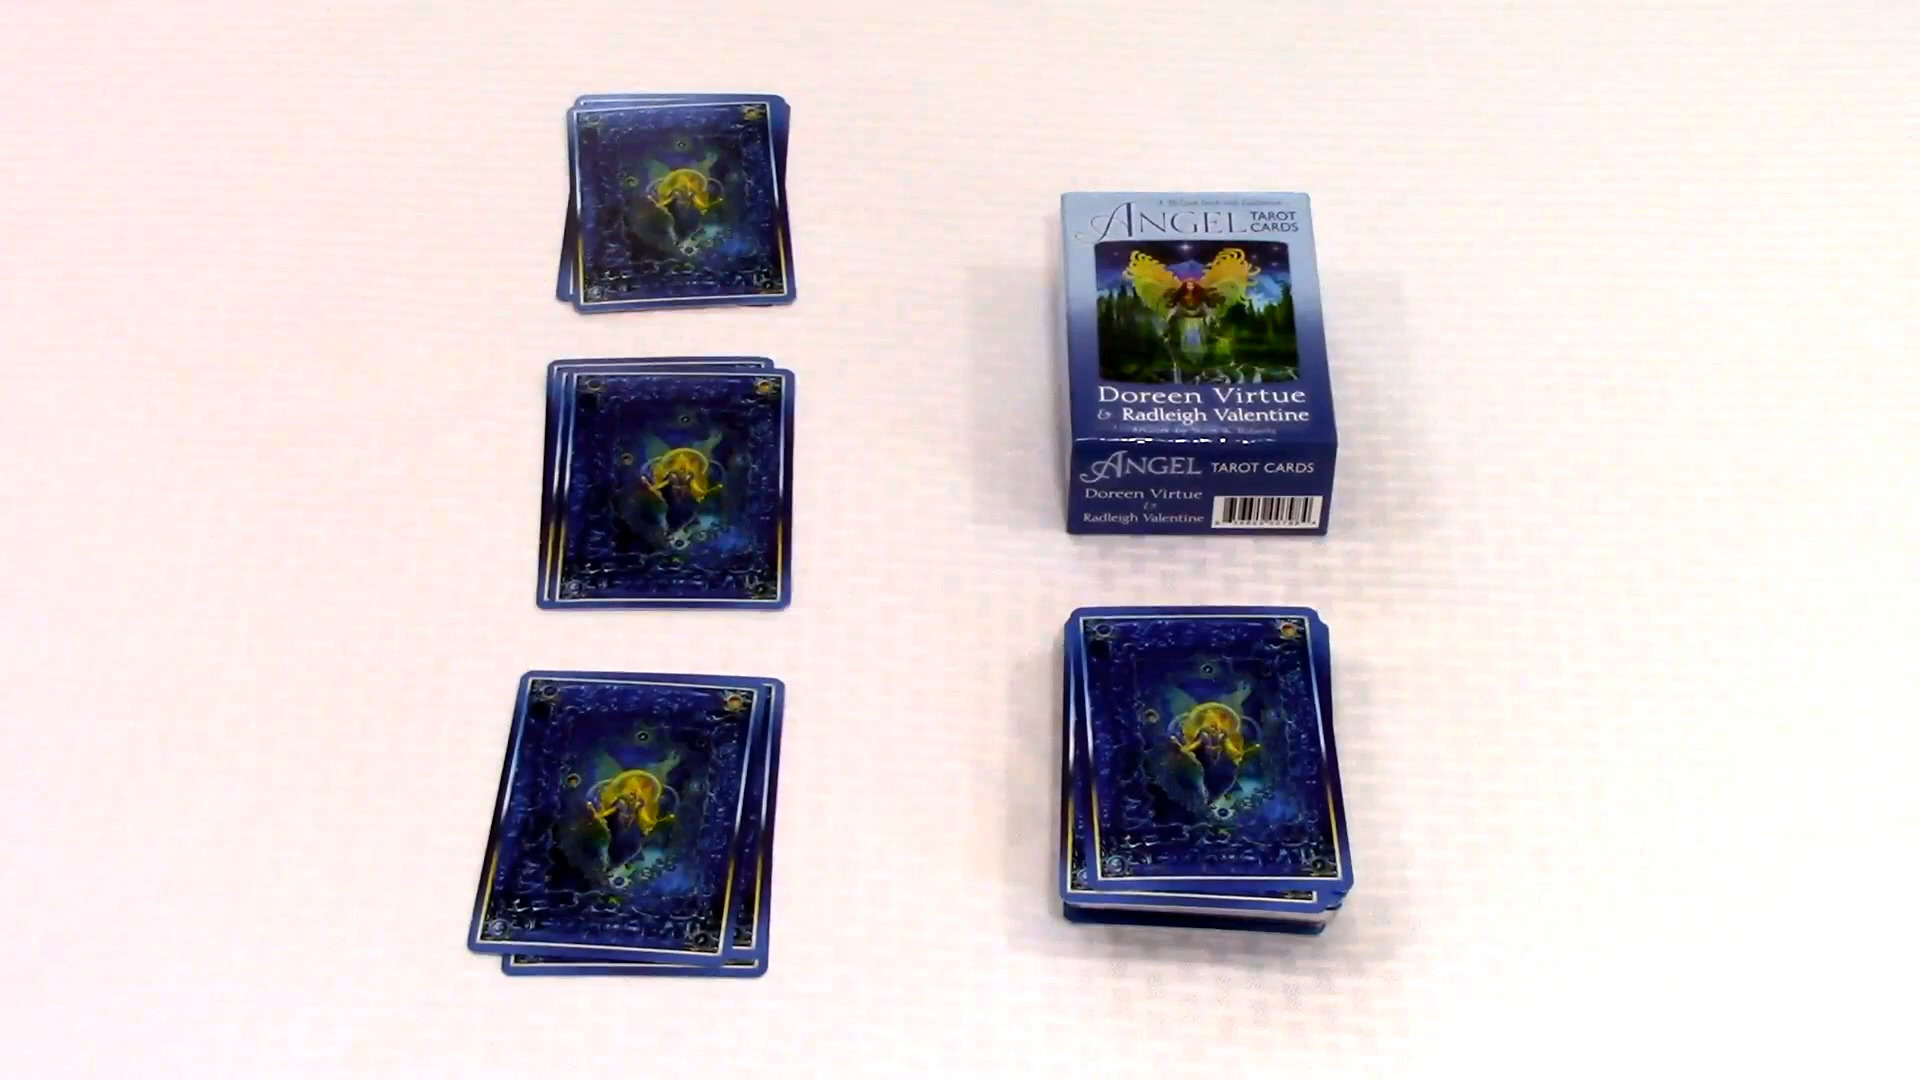 ANGEL TAROT CARDS
Doreen Virtue
& Radleigh Valentine
ANGEL TAROT CARDS
Doreen Virtue
&
Radleigh Valentine